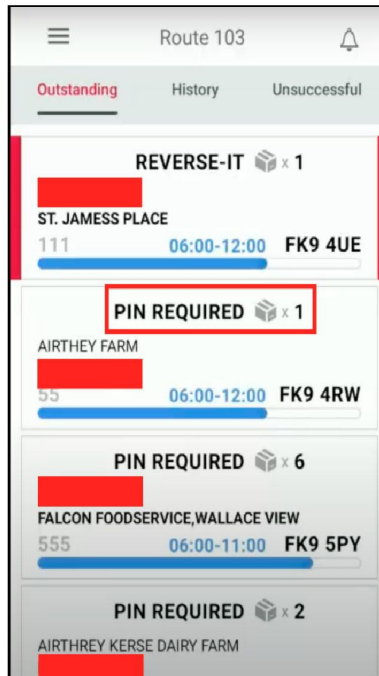 Route 103
Outstanding History Unsuccessful
REVERSE-IT x 1
ST. JAMESS PLACE
111 06:00-12:00 FK9 4UE
PIN REQUIRED x 1
AIRTHEY FARM
55 06:00-12:00 FK9 4RW
PIN REQUIRED x 6
FALCON FOODSERVICE,WALLACE VIEW
555 06:00-11:00 FK9 5PY
PIN REQUIRED x 2
AIRTHREY KERSE DAIRY FARM